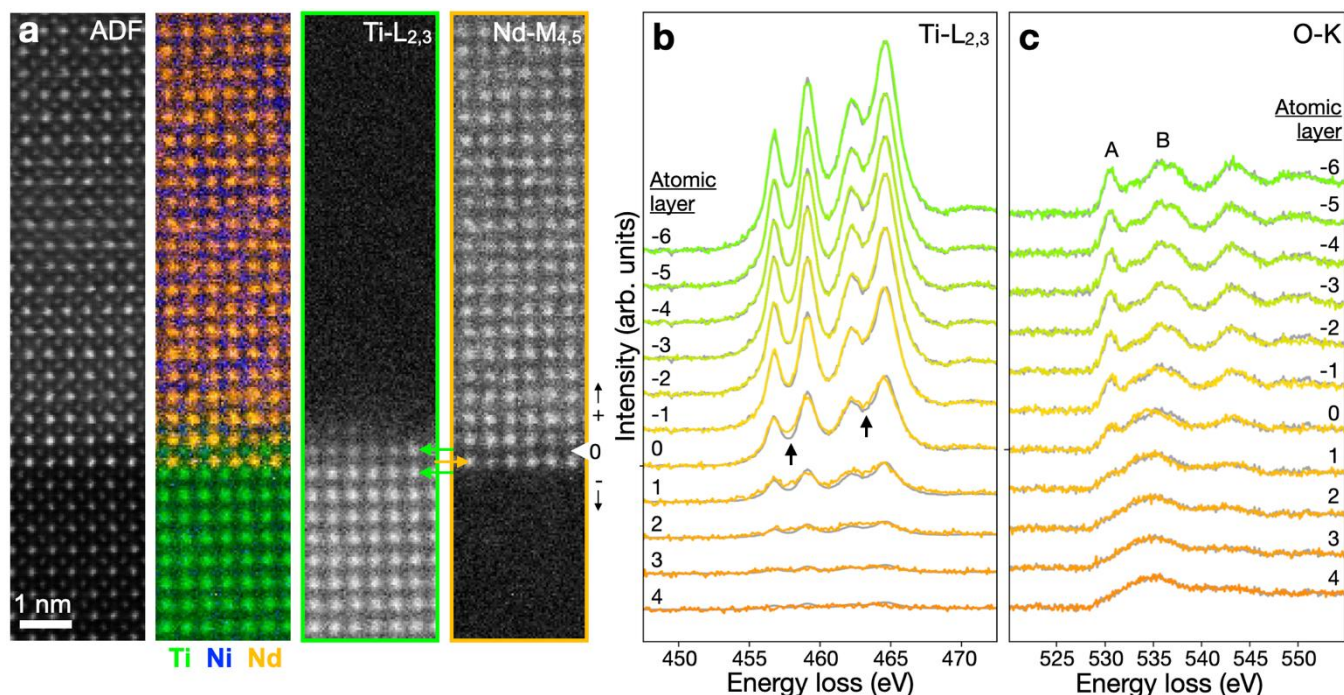 a
ADF
Ti-L2,3
Nd-M4,5
1 nm
Ti Ni Nd
+
0
-
b
Ti-L2,3
Atomic
layer
-6
-5
-4
-3
-2
-1
0
1
2
3
4
Intensity (arb. units)
450 455 460 465 470
Energy loss (eV)
c
O-K
Atomic
layer
A B
-6
-5
-4
-3
-2
-1
0
1
2
3
4
525 530 535 540 545 550
Energy loss (eV)